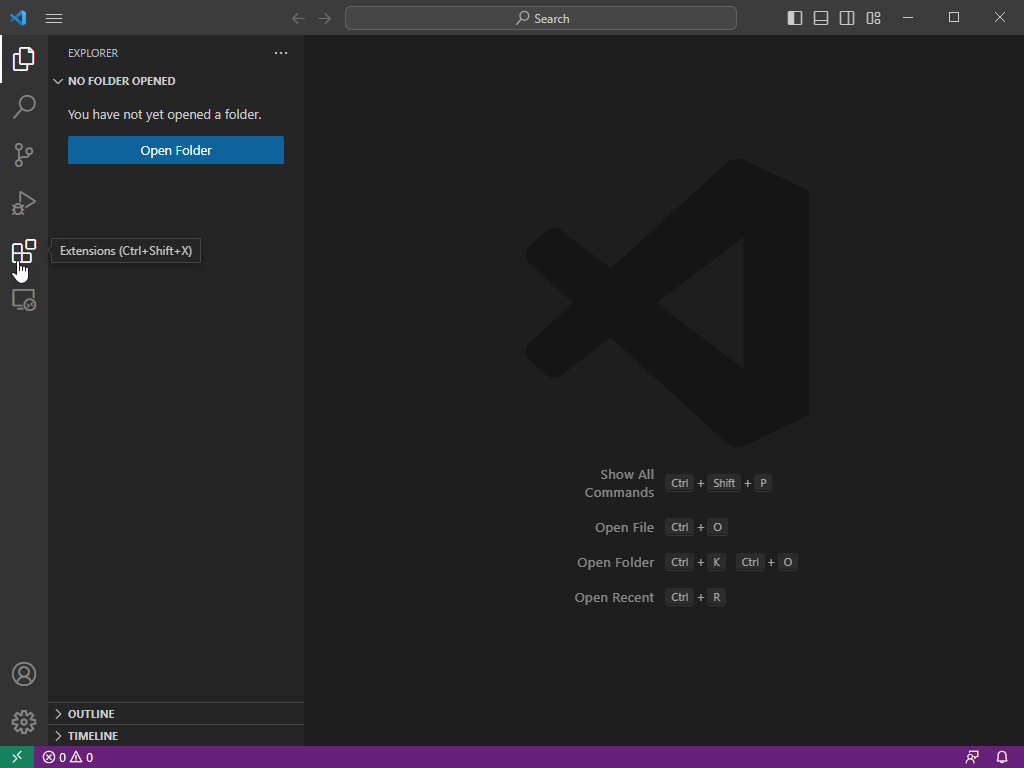 Search
EXPLORER
NO FOLDER OPENED
You have not yet opened a folder.
Open Folder
Extensions (Ctrl+Shift+X)
Show All Commands Ctrl + Shift + P
Open File Ctrl + O
Open Folder Ctrl + K Ctrl + O
Open Recent Ctrl + R
OUTLINE
TIMELINE
0 0